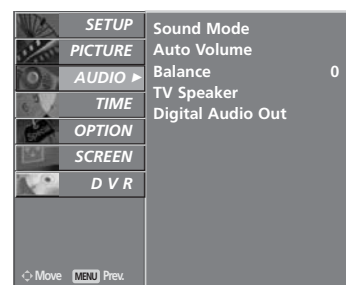 SETUP
PICTURE
AUDIO ►
TIME
OPTION
SCREEN
D V R
Move MENU Prev.
Sound Mode
Auto Volume
Balance 0
TV Speaker
Digital Audio Out